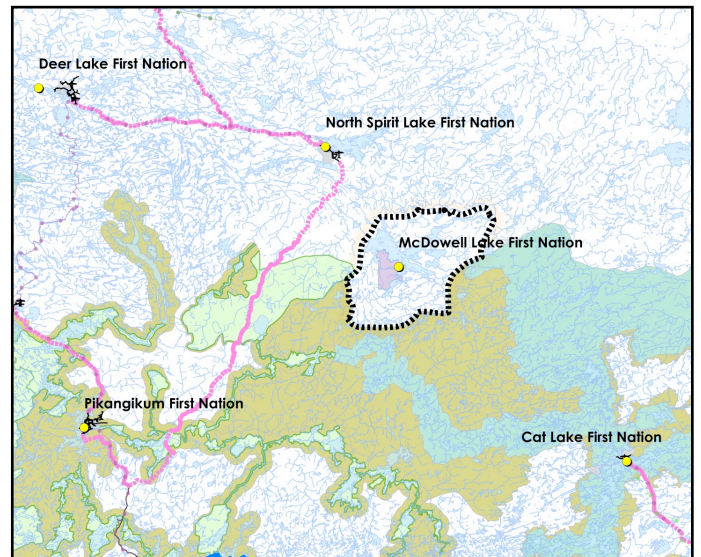 Deer Lake First Nation
North Spirit Lake First Nation
McDowell Lake First Nation
Pikangikum First Nation
Cat Lake First Nation